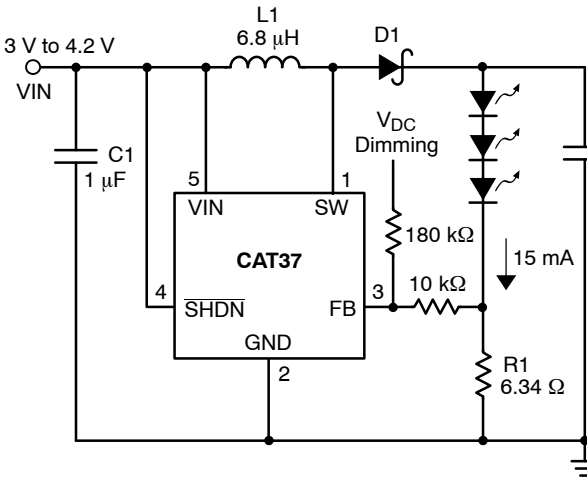 L1
6.8 μH
D1
3 V to 4.2 V
VIN
C1
1 μF
V_DC
Dimming
5
1
VIN
SW
180 kΩ
CAT37
15 mA
10 kΩ
4
SHDN
FB
3
GND
2
R1
6.34 Ω